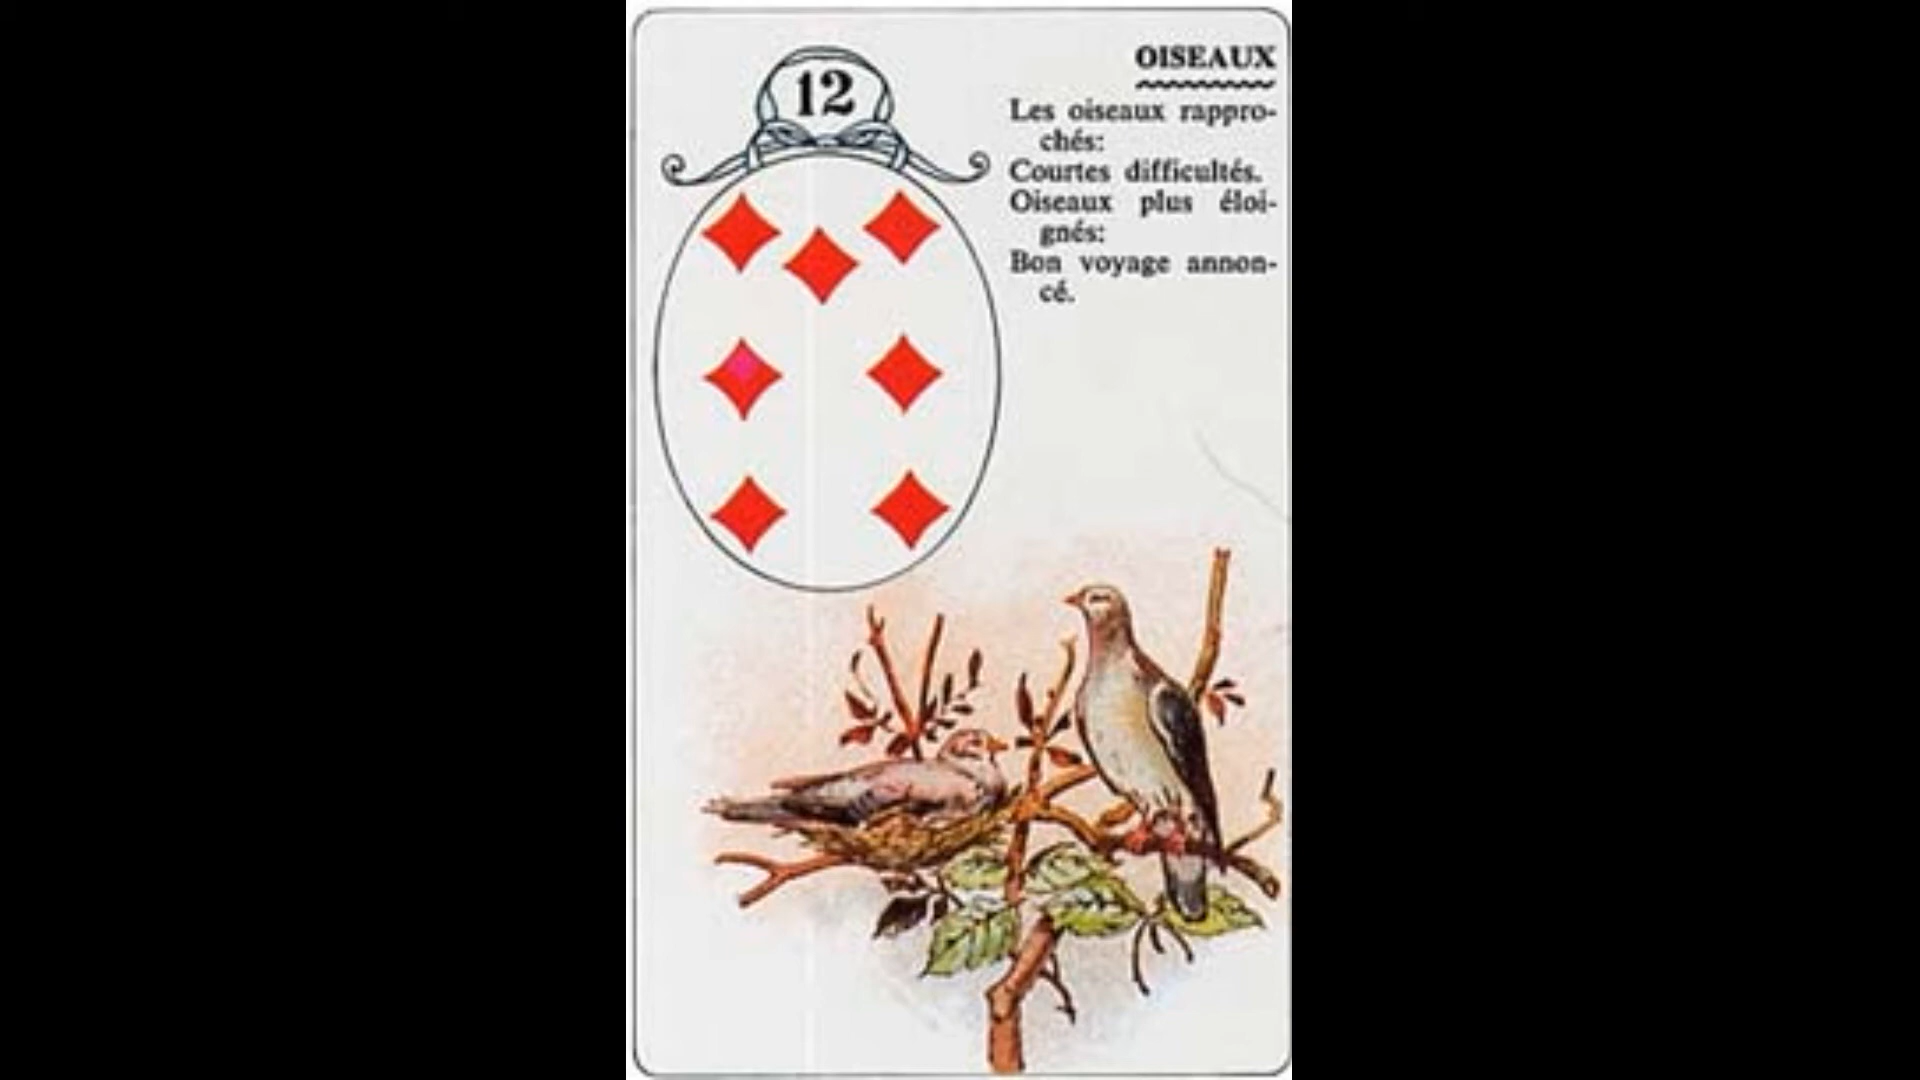 12
OISEAUX
Les oiseaux rappro-
chés:
Courtes difficultés.
Oiseaux plus éloi-
gnés:
Bon voyage annon-
cé.